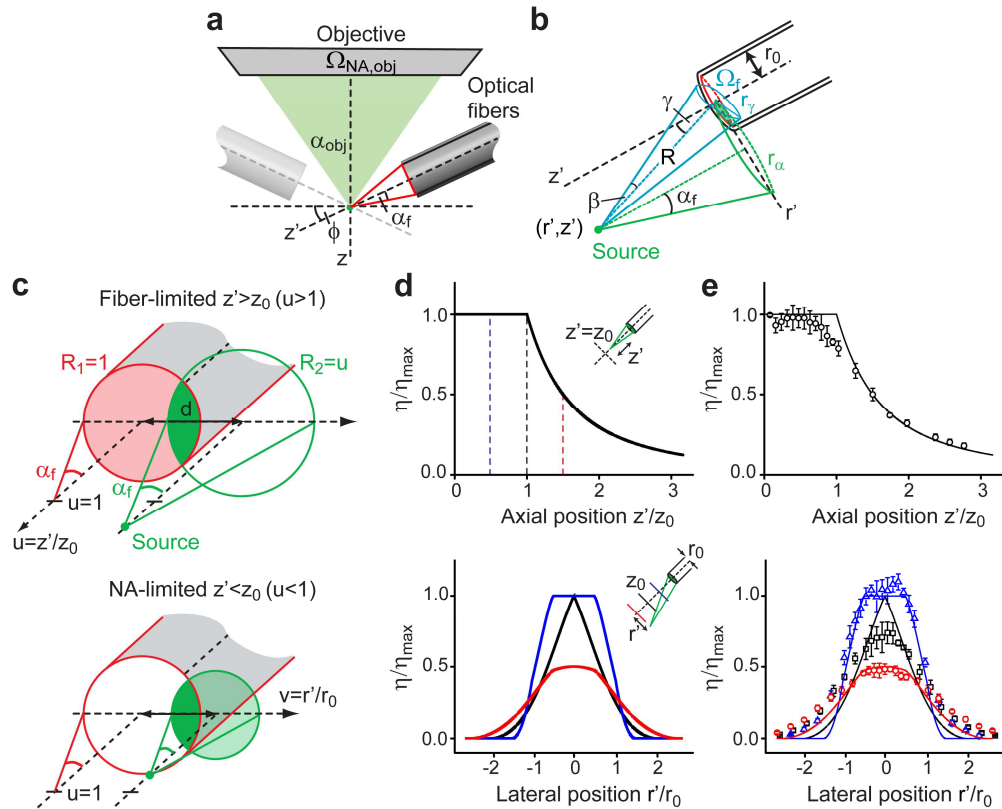 a
Objective
Ω_NA,obj
Optical
fibers
α_obj
z'
ϕ
z
α_f
b
r_0
Ω_f
r_γ
γ
R
r_α
z'
β
α_f
r'
(r',z')
Source
c
Fiber-limited z'>z_0 (u>1)
R_1=1
R_2=u
d
α_f
α_f
u=1
u=z'/z_0
Source
NA-limited z'<z_0 (u<1)
v=r'/r_0
u=1
d
η/η_max
1.0
0.5
0.0
z'=z_0
z'
0 1 2 3
Axial position z'/z_0
η/η_max
1.0
0.5
0.0
r_0
z_0
r'
-2 -1 0 1 2
Lateral position r'/r_0
e
η/η_max
1.0
0.5
0.0
0 1 2 3
Axial position z'/z_0
η/η_max
1.0
0.5
0.0
-2 -1 0 1 2
Lateral position r'/r_0